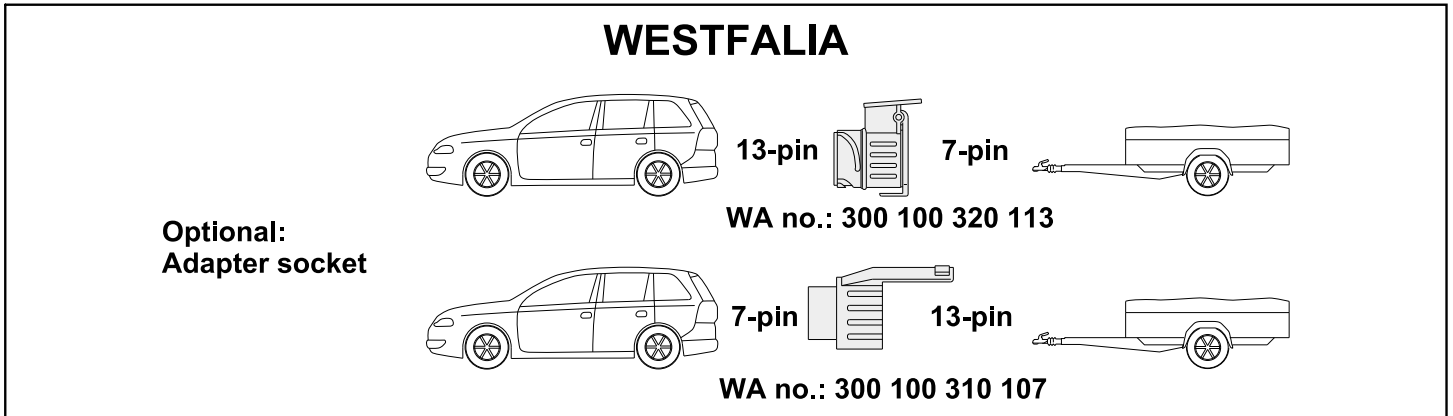 WESTFALIA
13-pin 7-pin
WA no.: 300 100 320 113
Optional:
Adapter socket
7-pin 13-pin
WA no.: 300 100 310 107